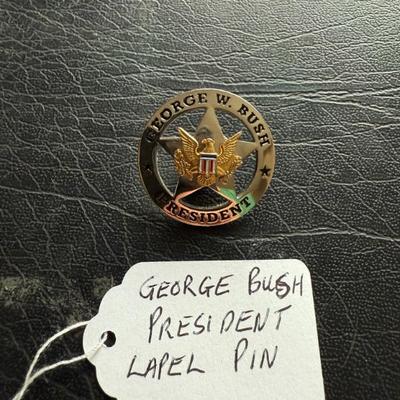 GEORGE W. BUSH
PRESIDENT
GEORGE BUSH
PRESIDENT
LAPEL PIN